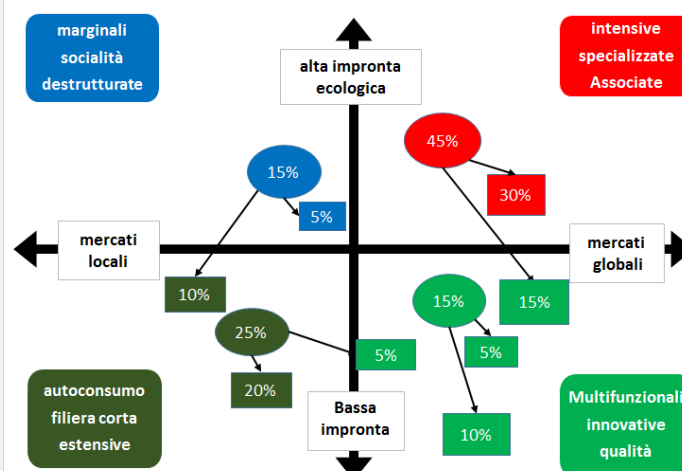 marginali
socialità
destrutturate
alta impronta
ecologica
intensive
specializzate
Associate
45%
15%
30%
5%
mercati
locali
mercati
globali
10%
15%
15%
25%
5%
5%
20%
autoconsumo
filiera corta
estensive
Bassa
impronta
10%
Multifunzionali
innovative
qualità